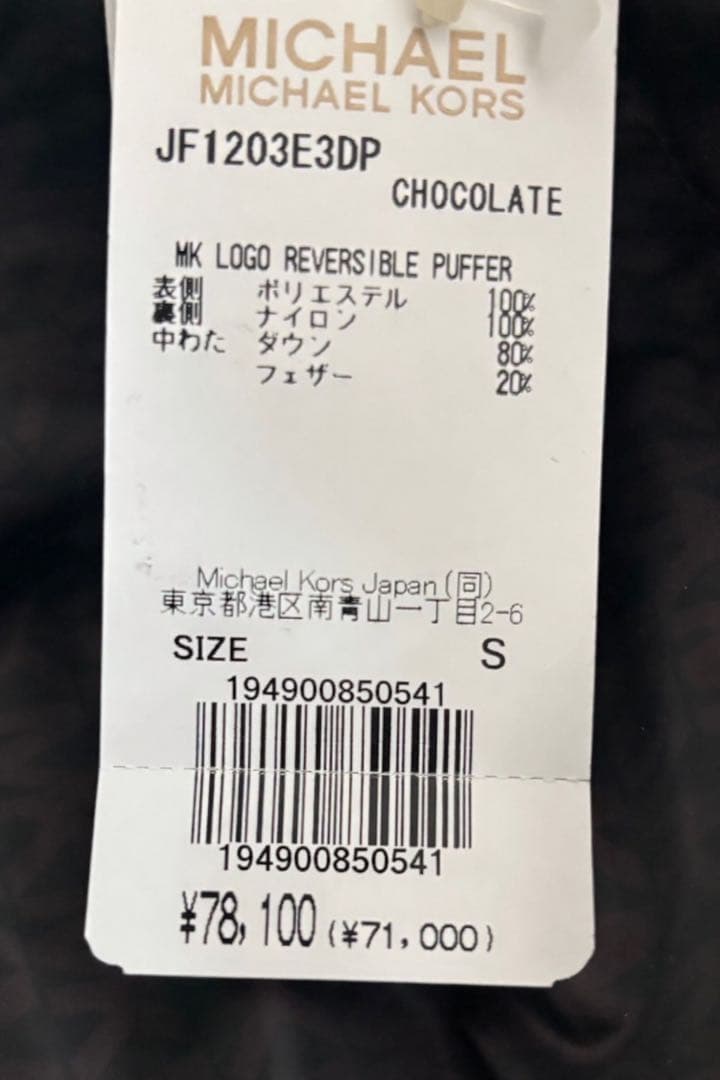 MICHAEL
MICHAEL KORS
JF1203E3DP
CHOCOLATE
MK LOGO REVERSIBLE PUFFER
表側 ポリエステル 100%
裏側 ナイロン 100%
中わた ダウン 80%
フェザー 20%
Michael Kors Japan(同)
東京都港区南青山一丁目2-6
SIZE S
194900850541
194900850541
¥78,100(¥71,000)